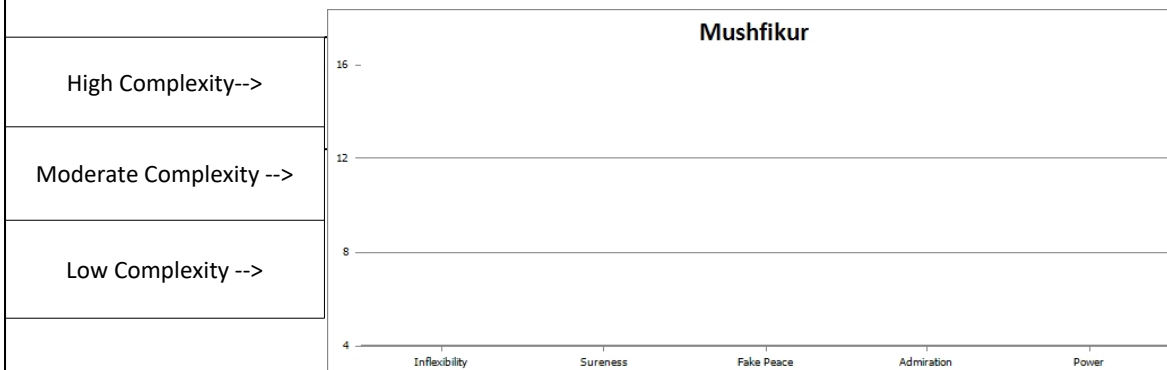 Mushfikur
High Complexity-->
Moderate Complexity -->
Low Complexity -->
16
12
8
4
Inflexibility Sureness Fake Peace Admiration Power